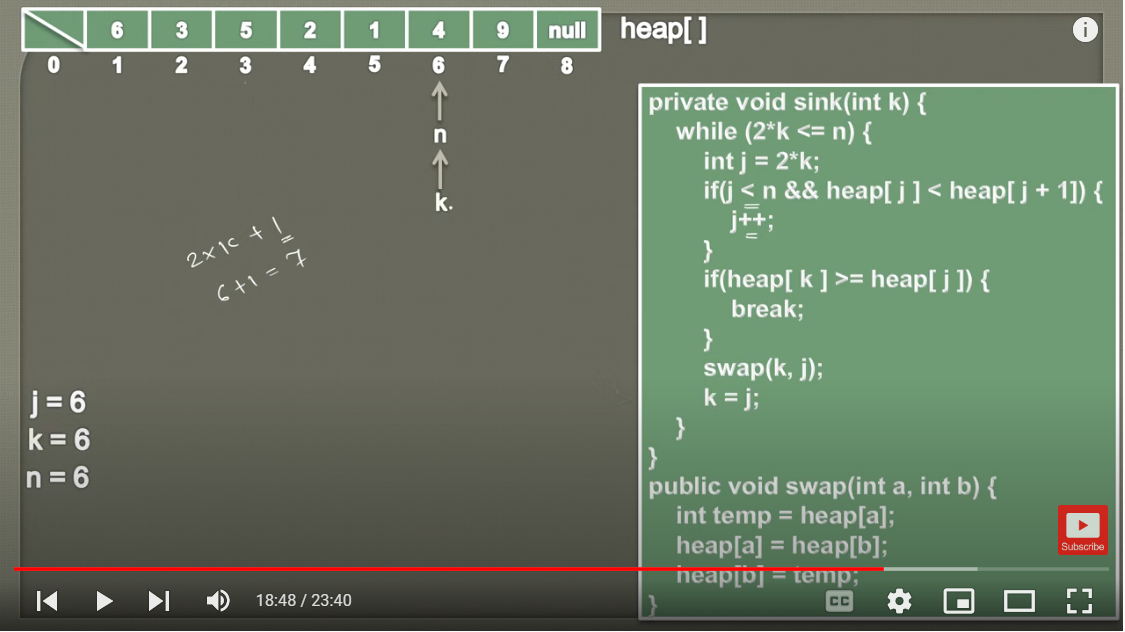 6 3 5 2 1 4 9 null heap[ ]
0 1 2 3 4 5 6 7 8
n
k.
2×k + 1
6+1 = 7
j = 6
k = 6
n = 6
private void sink(int k) {
while (2*k <= n) {
int j = 2*k;
if(j < n && heap[ j ] < heap[ j + 1]) {
j++;
}
if(heap[ k ] >= heap[ j ]) {
break;
}
swap(k, j);
k = j;
}
}
public void swap(int a, int b) {
int temp = heap[a];
heap[a] = heap[b];
heap[b] = temp;
}
Subscribe
18:48 / 23:40
CC